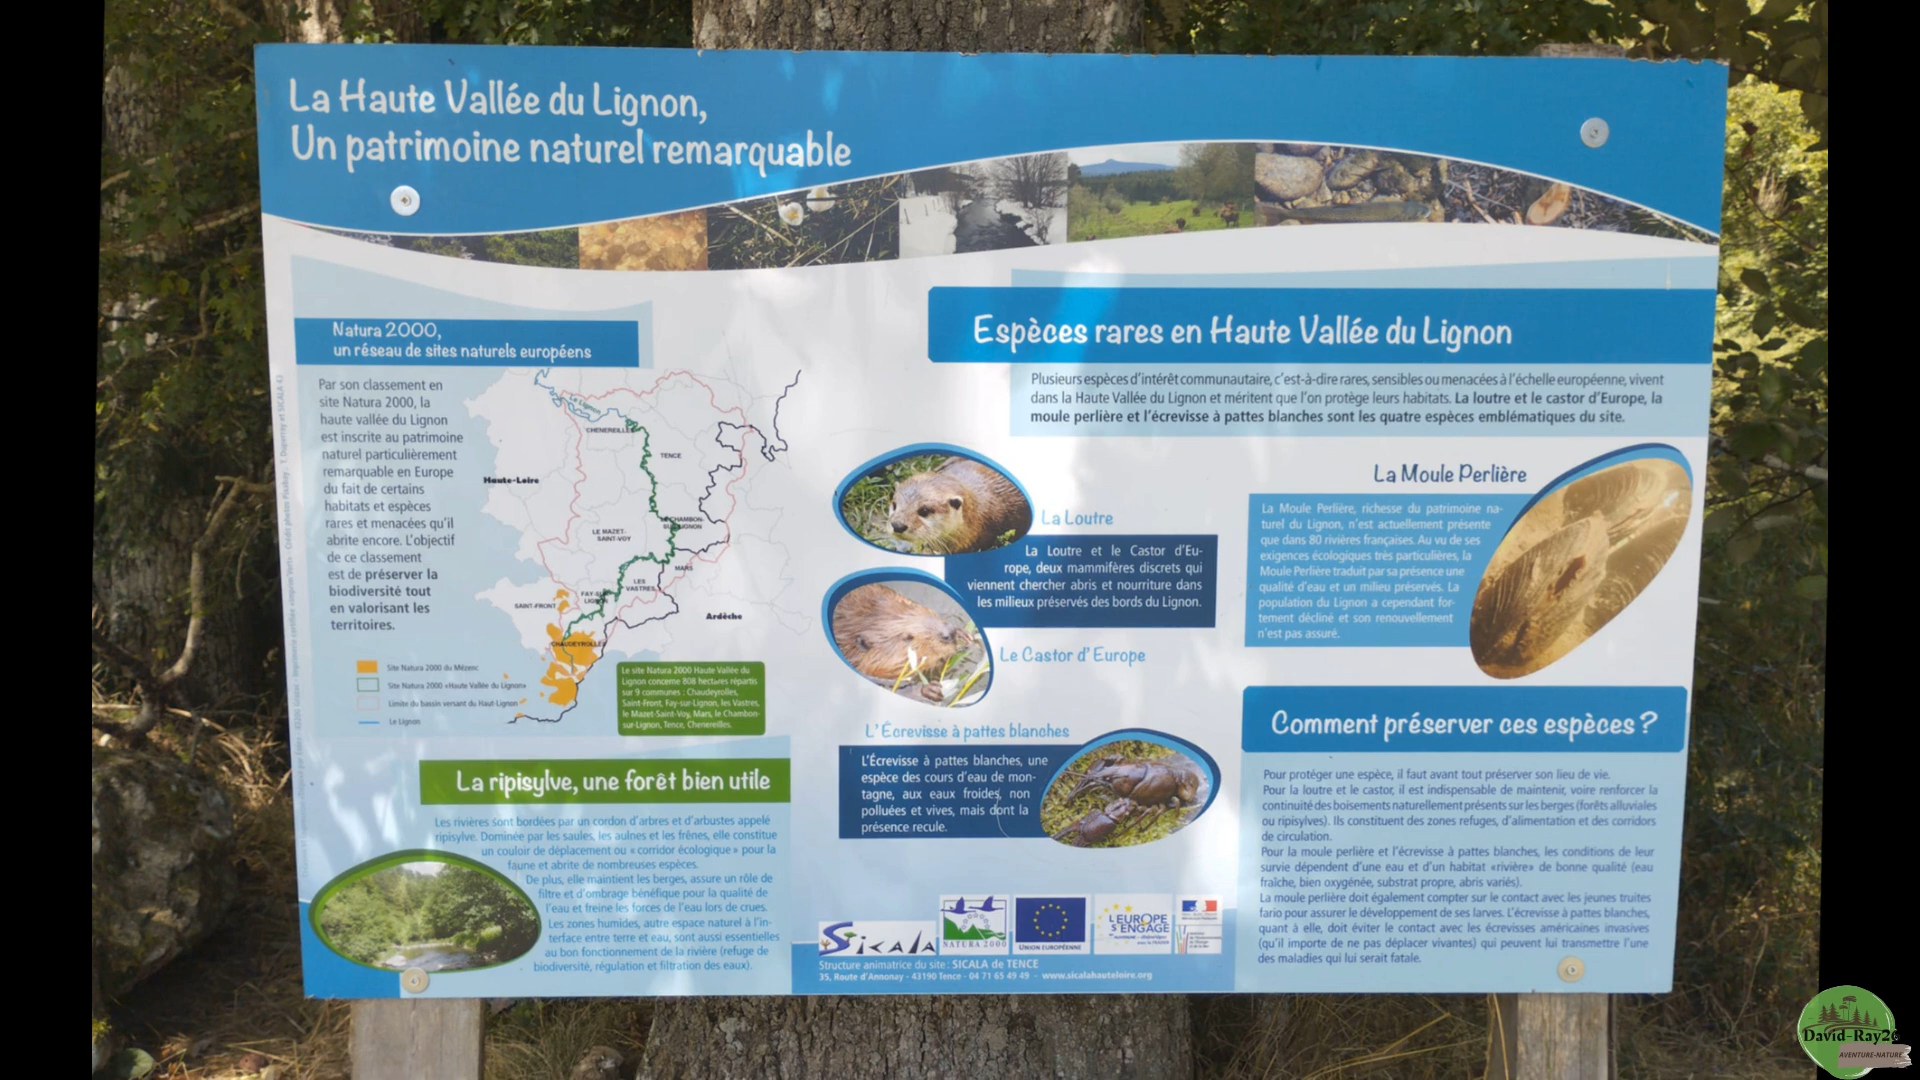 La Haute Vallée du Lignon,
Un patrimoine naturel remarquable
Natura 2000,
un réseau de sites naturels européens
Par son classement en
site Natura 2000, la
haute vallée du Lignon
est inscrite au patrimoine
naturel particulièrement
remarquable en Europe
du fait de certains
habitats et espèces
rares et menacées qu'il
abrite encore. L'objectif
de ce classement
est de préserver la
biodiversité tout
en valorisant les
territoires.
Le Lignon
CHENEREILLES
TENCE
Haute-Loire
LE CHAMBON-
SUR-LIGNON
LE MAZET-
SAINT-VOY
MARS
LES
VASTRES
FAY-SUR
LIGNON
SAINT-FRONT
Ardèche
CHAUDEYROLLES
Site Natura 2000 du Mézenc
Site Natura 2000 «Haute Vallée du Lignon»
Limite du bassin versant du Haut-Lignon
Le Lignon
Le site Natura 2000 Haute Vallée du
Lignon concerne 808 hectares répartis
sur 9 communes : Chaudeyrolles,
Saint-Front, Fay-sur-Lignon, les Vastres,
le Mazet-Saint-Voy, Mars, le Chambon-
sur-Lignon, Tence, Chenereilles.
La ripisylve, une forêt bien utile
Les rivières sont bordées par un cordon d'arbres et d'arbustes appelé
ripisylve. Dominée par les saules, les aulnes et les frênes, elle constitue
un couloir de déplacement ou « corridor écologique » pour la
faune et abrite de nombreuses espèces.
De plus, elle maintient les berges, assure un rôle de
filtre et d'ombrage bénéfique pour la qualité de
l'eau et freine les forces de l'eau lors de crues.
Les zones humides, autre espace naturel à l'in-
terface entre terre et eau, sont aussi essentielles
au bon fonctionnement de la rivière (refuge de
biodiversité, régulation et filtration des eaux).
Espèces rares en Haute Vallée du Lignon
Plusieurs espèces d'intérêt communautaire, c'est-à-dire rares, sensibles ou menacées à l'échelle européenne, vivent
dans la Haute Vallée du Lignon et méritent que l'on protège leurs habitats. La loutre et le castor d'Europe, la
moule perlière et l'écrevisse à pattes blanches sont les quatre espèces emblématiques du site.
La Loutre
La Loutre et le Castor d'Eu-
rope, deux mammifères discrets qui
viennent chercher abris et nourriture dans
les milieux préservés des bords du Lignon.
Le Castor d'Europe
L'Écrevisse à pattes blanches
L'Écrevisse à pattes blanches, une
espèce des cours d'eau de mon-
tagne, aux eaux froides, non
polluées et vives, mais dont la
présence recule.
La Moule Perlière
La Moule Perlière, richesse du patrimoine na-
turel du Lignon, n'est actuellement présente
que dans 80 rivières françaises. Au vu de ses
exigences écologiques très particulières, la
Moule Perlière traduit par sa présence une
qualité d'eau et un milieu préservés. La
population du Lignon a cependant for-
tement décliné et son renouvellement
n'est pas assuré.
Comment préserver ces espèces ?
Pour protéger une espèce, il faut avant tout préserver son lieu de vie.
Pour la loutre et le castor, il est indispensable de maintenir, voire renforcer la
continuité des boisements naturellement présents sur les berges (forêts alluviales
ou ripisylves). Ils constituent des zones refuges, d'alimentation et des corridors
de circulation.
Pour la moule perlière et l'écrevisse à pattes blanches, les conditions de leur
survie dépendent d'une eau et d'un habitat «rivière» de bonne qualité (eau
fraîche, bien oxygénée, substrat propre, abris variés).
La moule perlière doit également compter sur le contact avec les jeunes truites
fario pour assurer le développement de ses larves. L'écrevisse à pattes blanches,
quant à elle, doit éviter le contact avec les écrevisses américaines invasives
(qu'il importe de ne pas déplacer vivantes) qui peuvent lui transmettre l'une
des maladies qui lui serait fatale.
Sicala
NATURA 2000
UNION EUROPÉENNE
L'EUROPE
S'ENGAGE
Structure animatrice du site : SICALA de TENCE
35, Route d'Annonay - 43190 Tence - 04 71 65 49 49 - www.sicalahauteloire.org
David-Ray26
AVENTURE-NATURE